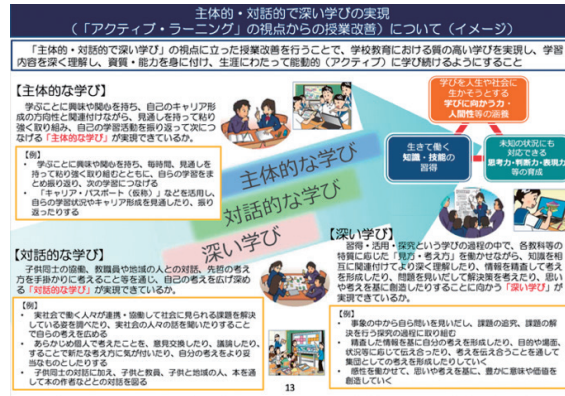 主体的・対話的で深い学びの実現
(「アクティブ・ラーニング」の視点からの授業改善)について(イメージ)
「主体的・対話的で深い学び」の視点に立った授業改善を行うことで、学校教育における質の高い学びを実現し、学習
内容を深く理解し、資質・能力を身に付け、生涯にわたって能動的(アクティブ)に学び続けるようにすること
【主体的な学び】
学ぶことに興味や関心を持ち、自己のキャリア形
成の方向性と関連付けながら、見通しを持って粘り
強く取り組み、自己の学習活動を振り返って次につ
なげる「主体的な学び」が実現できているか。
【例】
・ 学ぶことに興味や関心を持ち、毎時間、見通しを
持って粘り強く取り組むとともに、自らの学習をま
とめ振り返り、次の学習につなげる
・ 「キャリア・パスポート(仮称)」などを活用し、
自らの学習状況やキャリア形成を見通したり、振り
返ったりする
学びを人生や社会に
生かそうとする
学びに向かう力・
人間性等の涵養
生きて働く
知識・技能の
習得
未知の状況にも
対応できる
思考力・判断力・表現力
等の育成
主体的な学び
対話的な学び
深い学び
【対話的な学び】
子供同士の協働、教職員や地域の人との対話、先哲の考え
方を手掛かりに考えること等を通じ、自己の考えを広げ深め
る「対話的な学び」が実現できているか。
【例】
・ 実社会で働く人々が連携・協働して社会に見られる課題を解決
している姿を調べたり、実社会の人々の話を聞いたりすること
で自らの考えを広める
・ あらかじめ個人で考えたことを、意見交換したり、議論したり、
することで新たな考え方に気が付いたり、自分の考えをより妥
当なものとしたりする
・ 子供同士の対話に加え、子供と教員、子供と地域の人、本を通
して本の作者などとの対話を図る
【深い学び】
習得・活用・探究という学びの過程の中で、各教科等の
特質に応じた「見方・考え方」を働かせながら、知識を相
互に関連付けてより深く理解したり、情報を精査して考え
を形成したり、問題を見いだして解決策を考えたり、思い
や考えを基に創造したりすることに向かう「深い学び」が
実現できているか。
【例】
・ 事象の中から自ら問いを見いだし、課題の追究、課題の解
決を行う探究の過程に取り組む
・ 精査した情報を基に自分の考えを形成したり、目的や場面、
状況等に応じて伝え合ったり、考えを伝え合うことを通して
集団としての考えを形成したりしていく
・ 感性を働かせて、思いや考えを基に、豊かに意味や価値を
創造していく
13